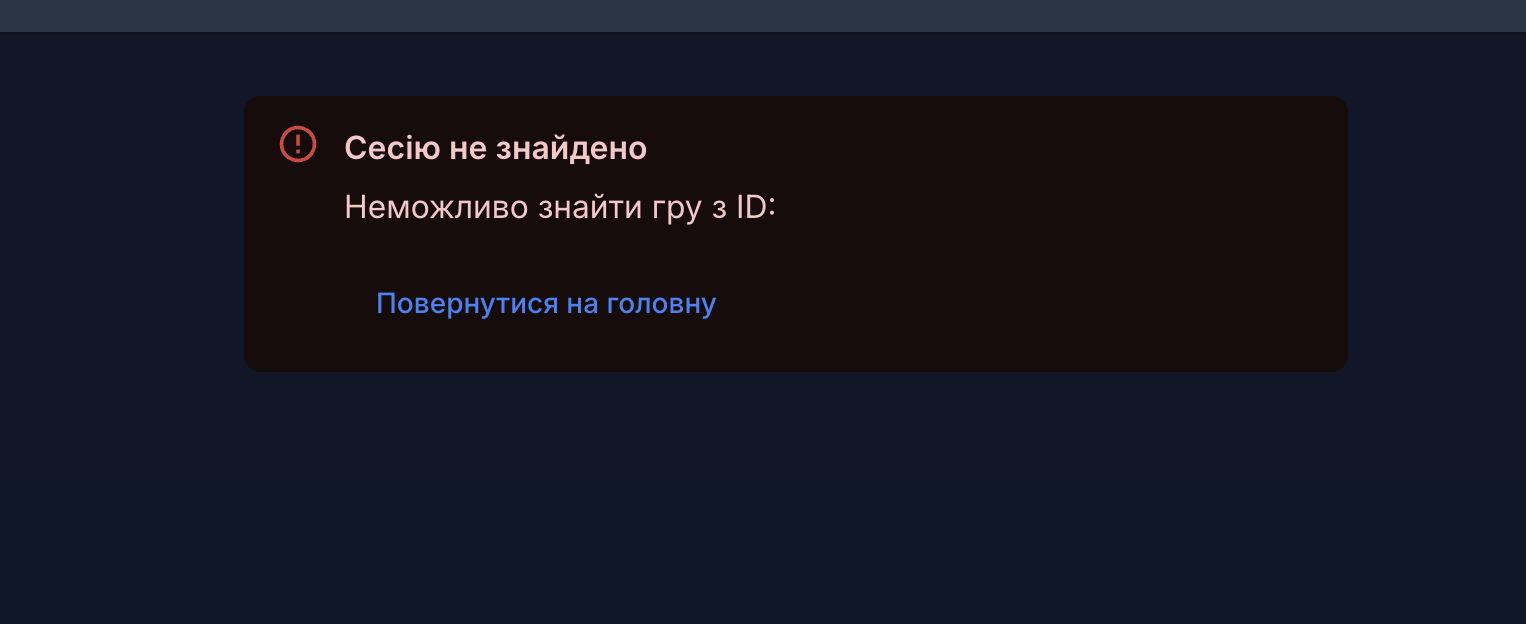 Сесію не знайдено
Неможливо знайти гру з ID:
Повернутися на головну